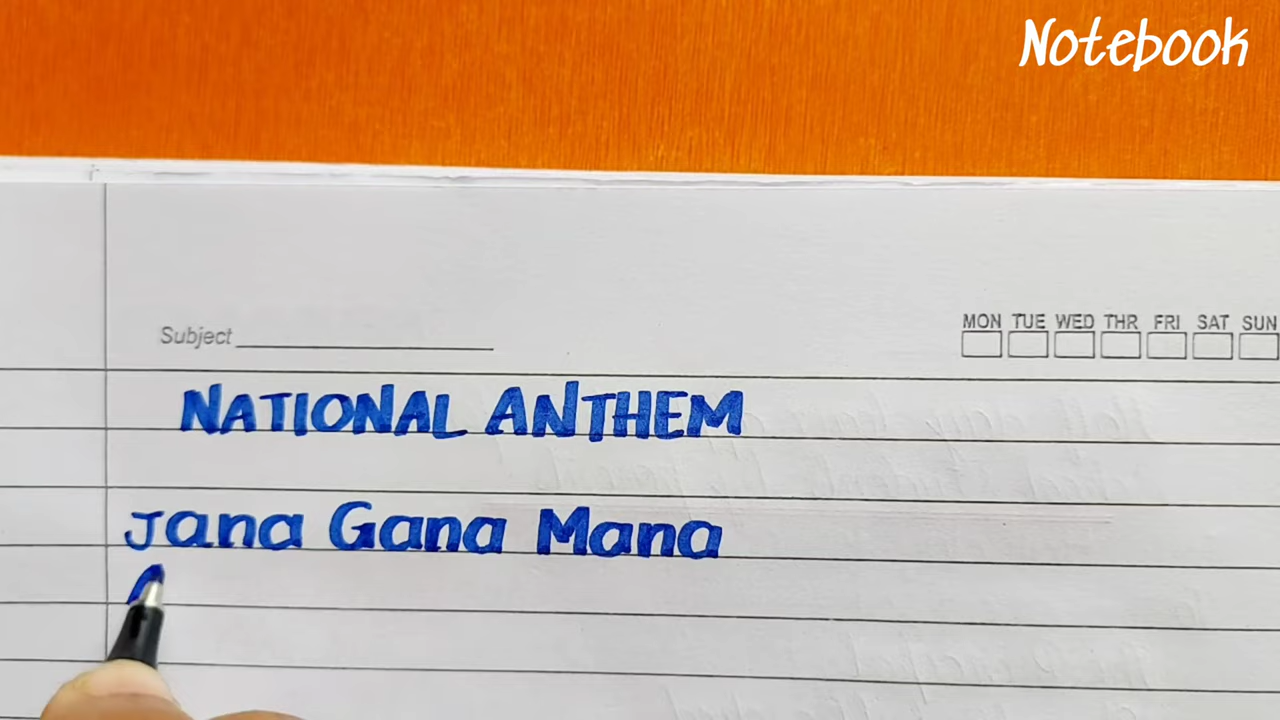 Notebook
Subject
MON TUE WED THR FRI SAT SUN
NATIONAL ANTHEM
Jana Gana Mana